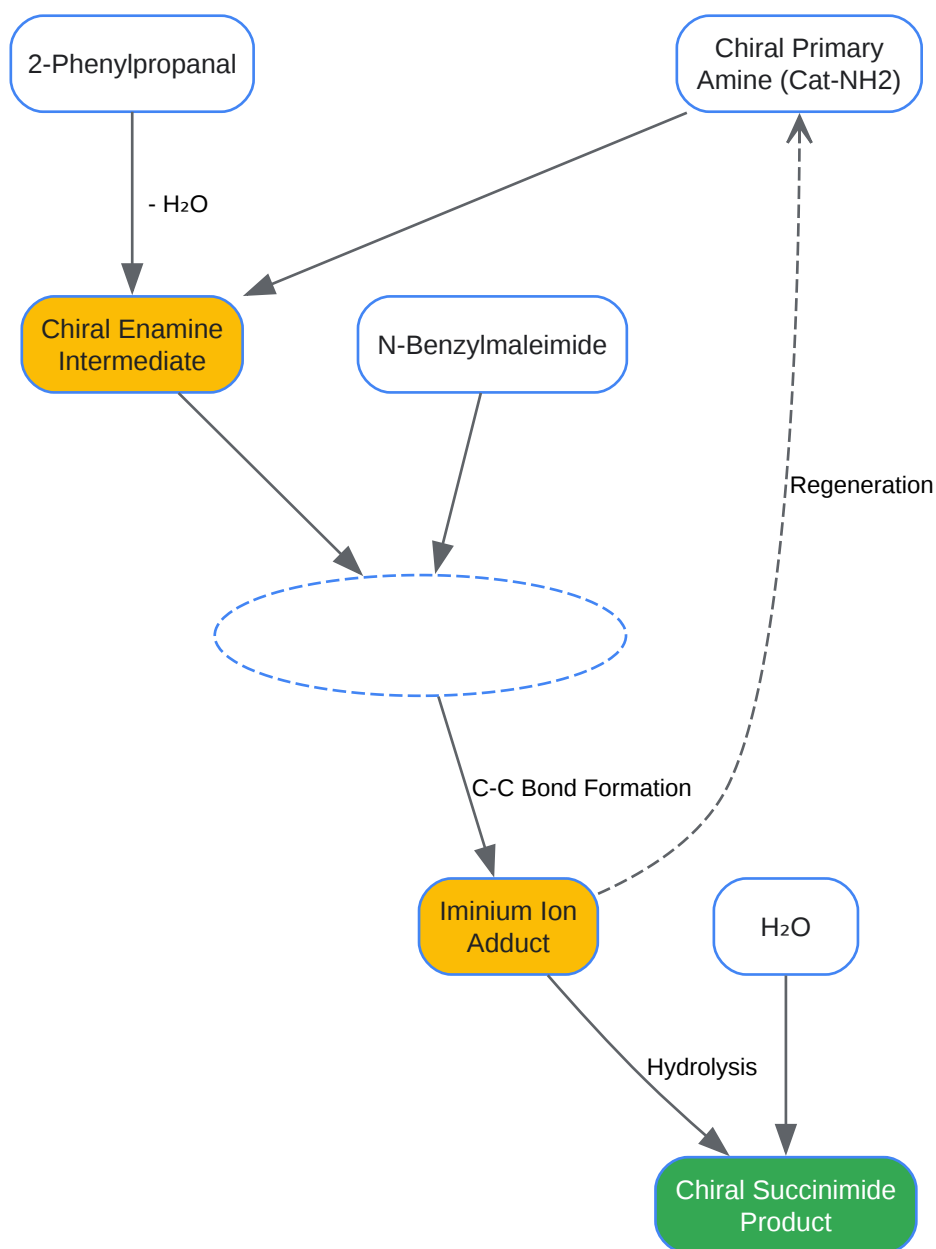 2-Phenylpropanal
Chiral Primary
Amine (Cat-NH2)
- H₂O
Chiral Enamine
Intermediate
N-Benzylmaleimide
Regeneration
C-C Bond Formation
Iminium Ion
Adduct
H₂O
Hydrolysis
Chiral Succinimide
Product